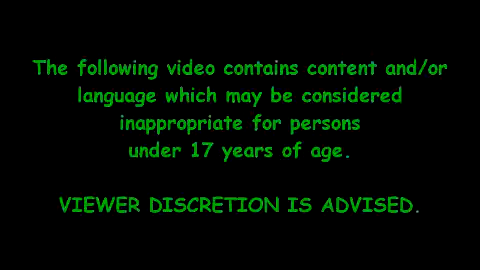 The following video contains content and/or
language which may be considered
inappropriate for persons
under 17 years of age.
VIEWER DISCRETION IS ADVISED.